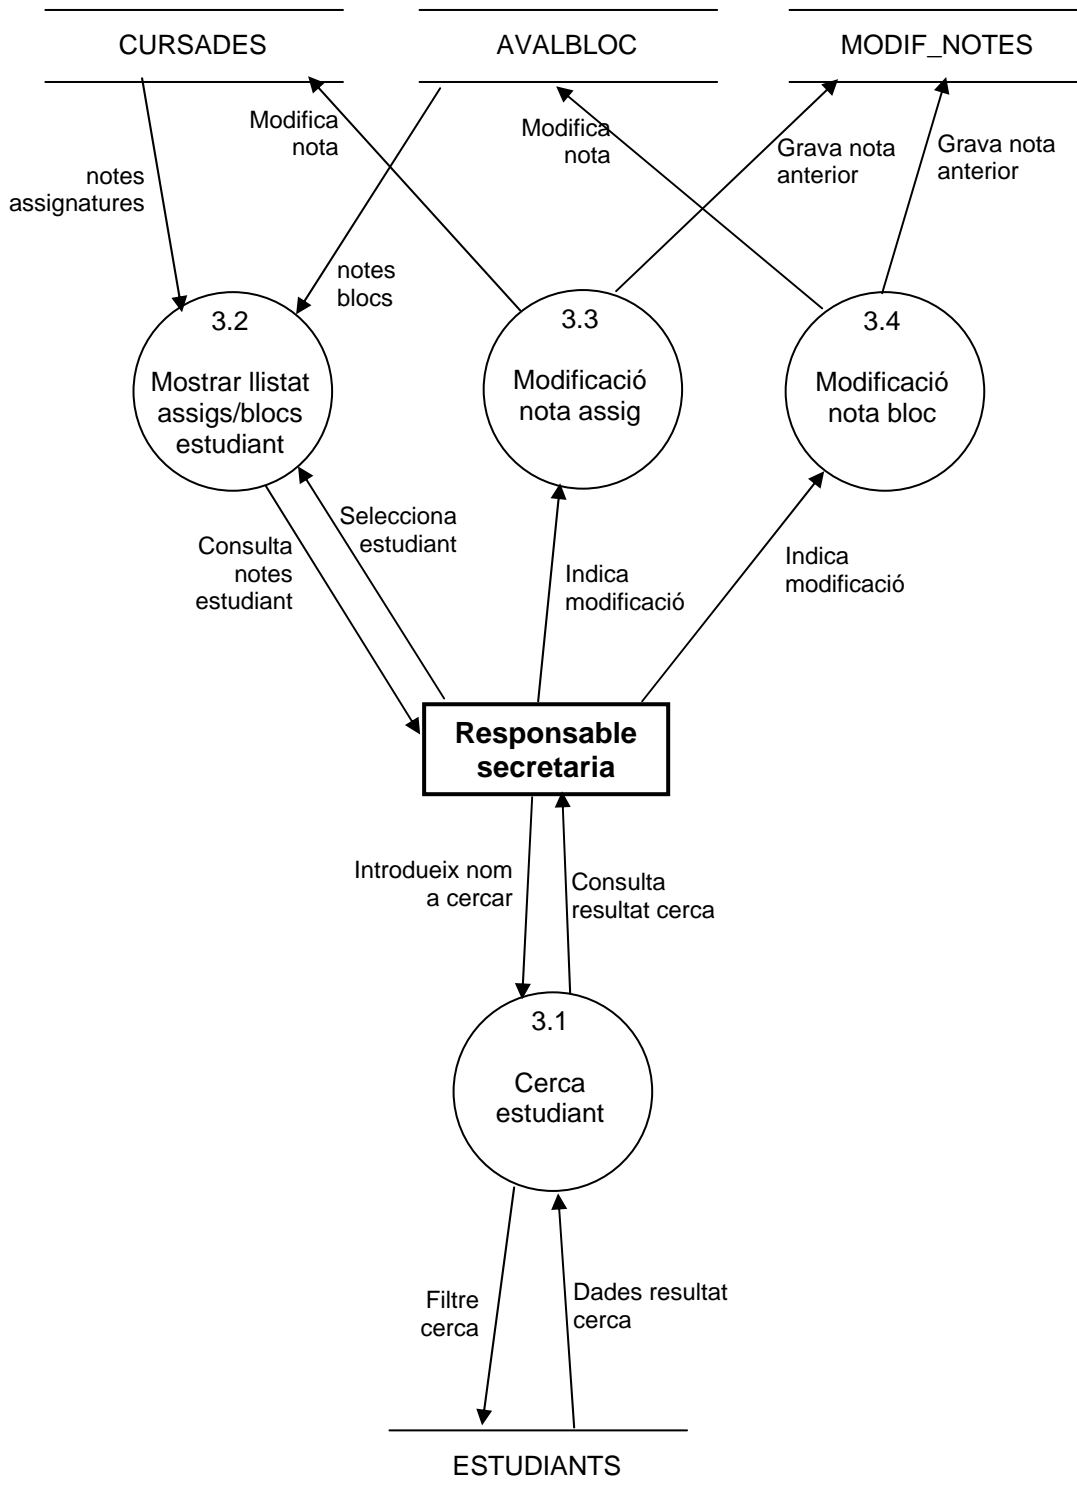 CURSADES
AVALBLOC
MODIF_NOTES
Modifica
nota
Modifica
nota
Grava nota
anterior
Grava nota
anterior
notes
assignatures
notes
blocs
3.2
Mostrar llistat
assigs/blocs
estudiant
3.3
Modificació
nota assig
3.4
Modificació
nota bloc
Selecciona
estudiant
Consulta
notes
estudiant
Indica
modificació
Indica
modificació
Responsable
secretaria
Introdueix nom
a cercar
Consulta
resultat cerca
3.1
Cerca
estudiant
Filtre
cerca
Dades resultat
cerca
ESTUDIANTS